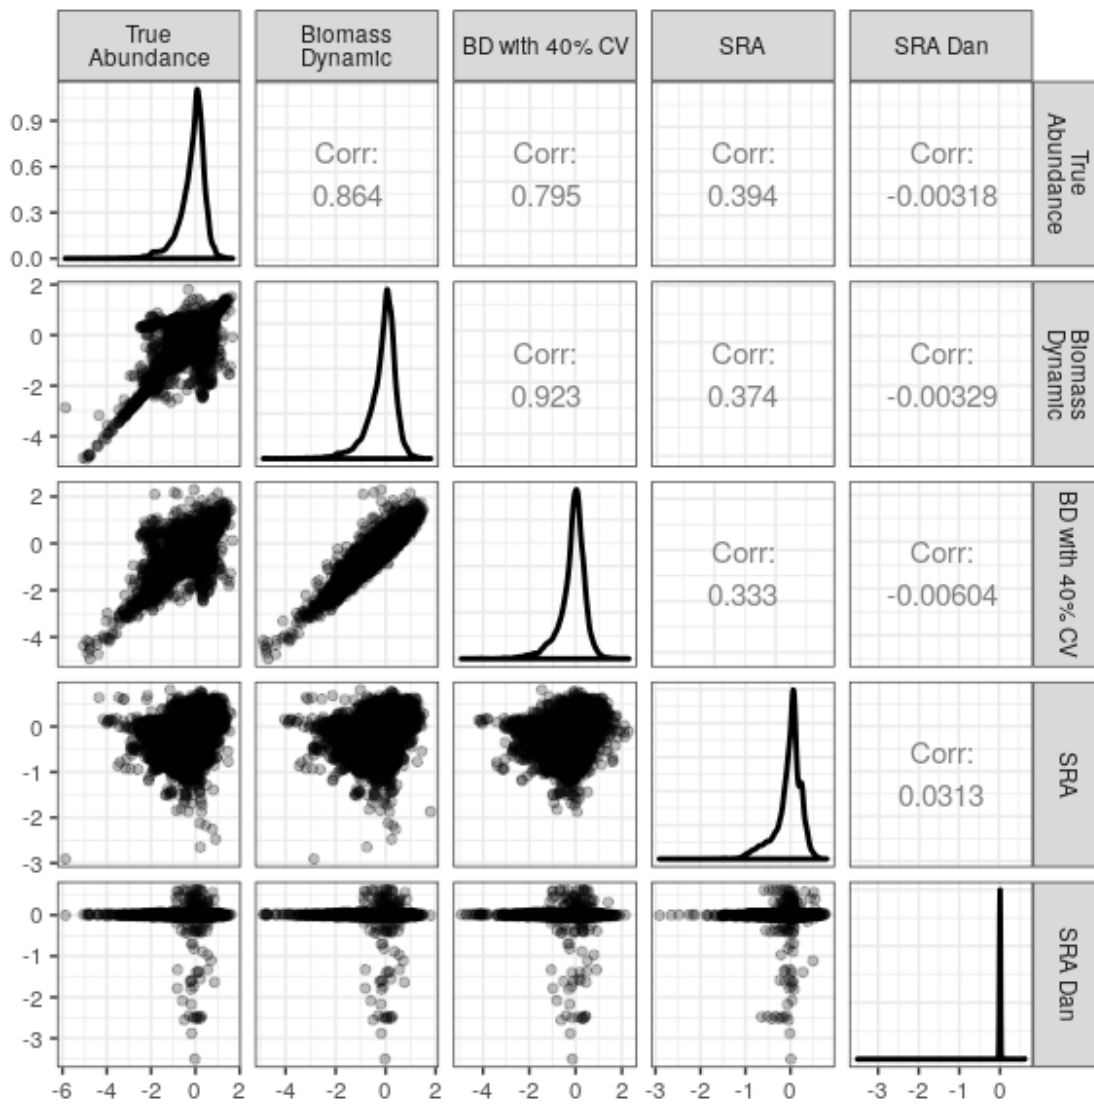 True
Abundance
Biomass
Dynamic
BD with 40% CV
SRA
SRA Dan
0.9
0.6
0.3
0.0
Corr:
0.864
Corr:
0.795
Corr:
0.394
Corr:
-0.00318
True
Abundance
2
0
-2
-4
Corr:
0.923
Corr:
0.374
Corr:
-0.00329
Biomass
Dynamic
2
0
-2
-4
Corr:
0.333
Corr:
-0.00604
BD with 40% CV
0
-1
-2
-3
Corr:
0.0313
SRA
0
-1
-2
-3
SRA Dan
-6 -4 -2 0 2 -4 -2 0 2 -4 -2 0 2 -3 -2 -1 0 -3 -2 -1 0